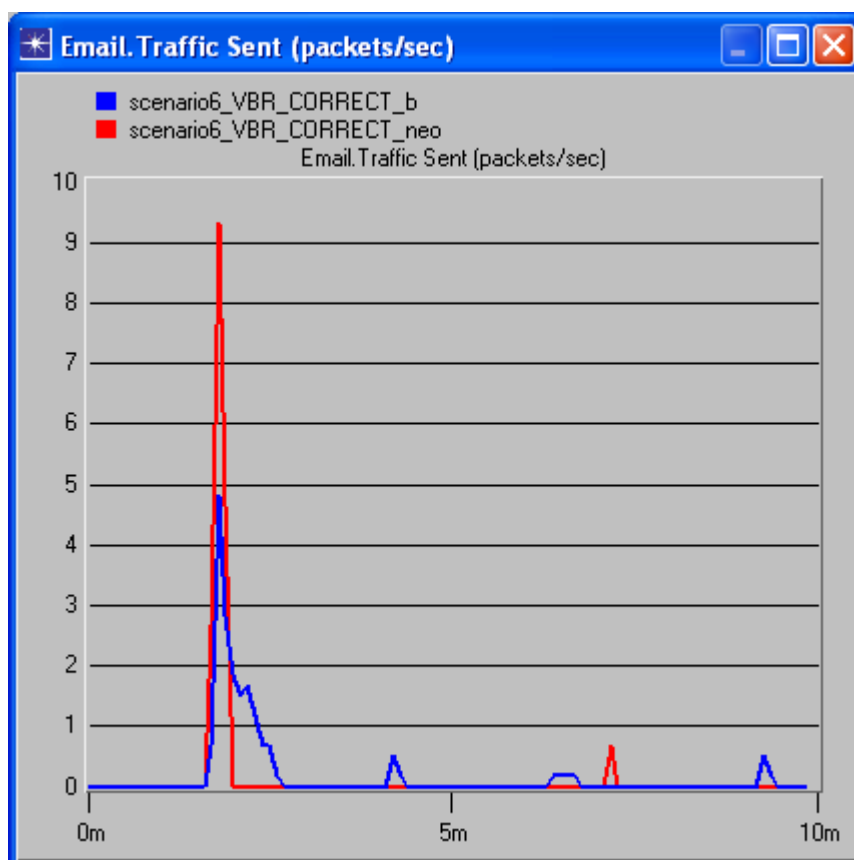 Email.Traffic Sent (packets/sec)
scenario6_VBR_CORRECT_b
scenario6_VBR_CORRECT_neo
Email.Traffic Sent (packets/sec)
10
9
8
7
6
5
4
3
2
1
0
0m 5m 10m